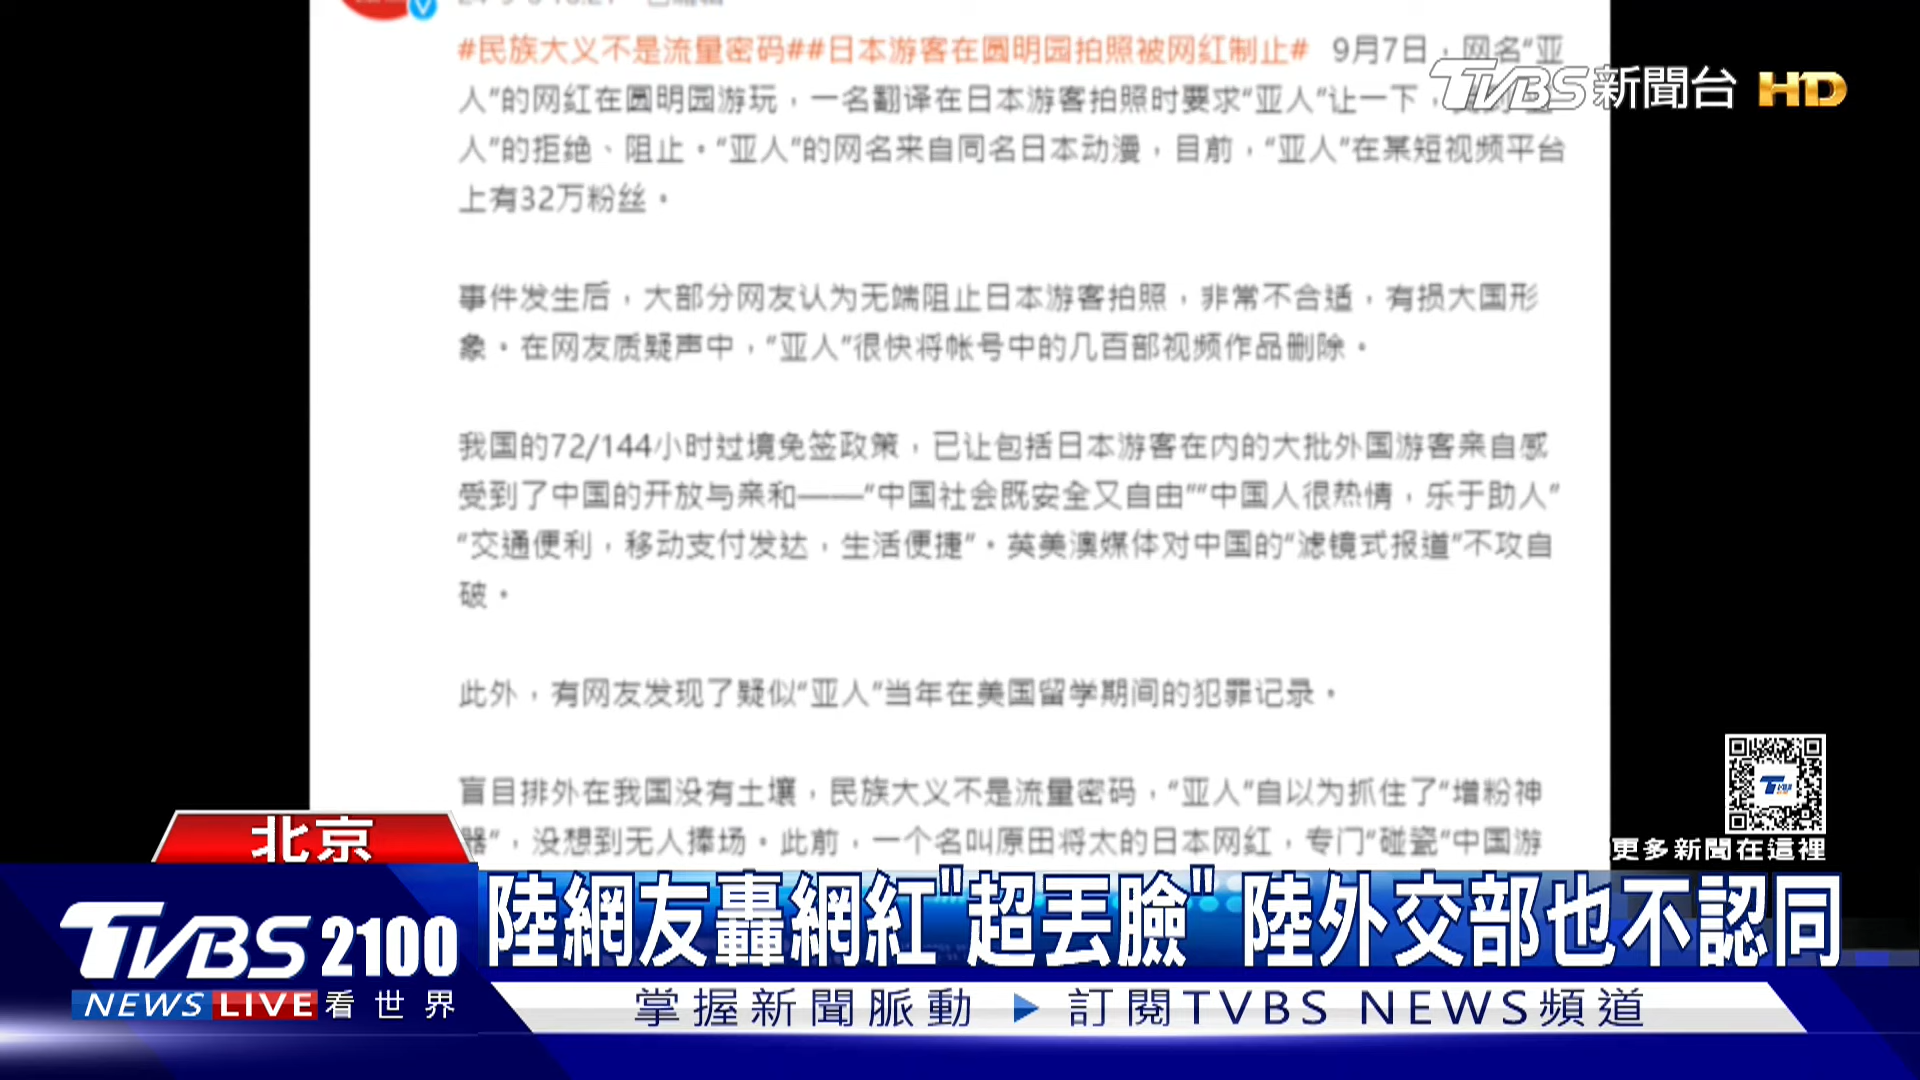 #民族大义不是流量密码##日本游客在圆明园拍照被网红制止# 9月7日，网名“亚
人”的网红在圆明园游玩，一名翻译在日本游客拍照时要求“亚人”让一下，
人”的拒绝、阻止。“亚人”的网名来自同名日本动漫，目前，“亚人”在某短视频平台
上有32万粉丝。
事件发生后，大部分网友认为无端阻止日本游客拍照，非常不合适，有损大国形
象。在网友质疑声中，“亚人”很快将帐号中的几百部视频作品删除。
我国的72/144小时过境免签政策，已让包括日本游客在内的大批外国游客亲自感
受到了中国的开放与亲和——“中国社会既安全又自由”“中国人很热情，乐于助人”
“交通便利，移动支付发达，生活便捷”。英美澳媒体对中国的“滤镜式报道”不攻自
破。
此外，有网友发现了疑似“亚人”当年在美国留学期间的犯罪记录。
盲目排外在我国没有土壤，民族大义不是流量密码，“亚人”自以为抓住了“增粉神
器”，没想到无人捧场。此前，一个名叫原田将太的日本网红，专门“碰瓷”中国游
TVBS新聞台 HD
TVBS
更多新聞在這裡
北京
陸網友轟網紅"超丟臉" 陸外交部也不認同
TVBS 2100
NEWS LIVE 看世界
掌握新聞脈動 ▶ 訂閱TVBS NEWS頻道